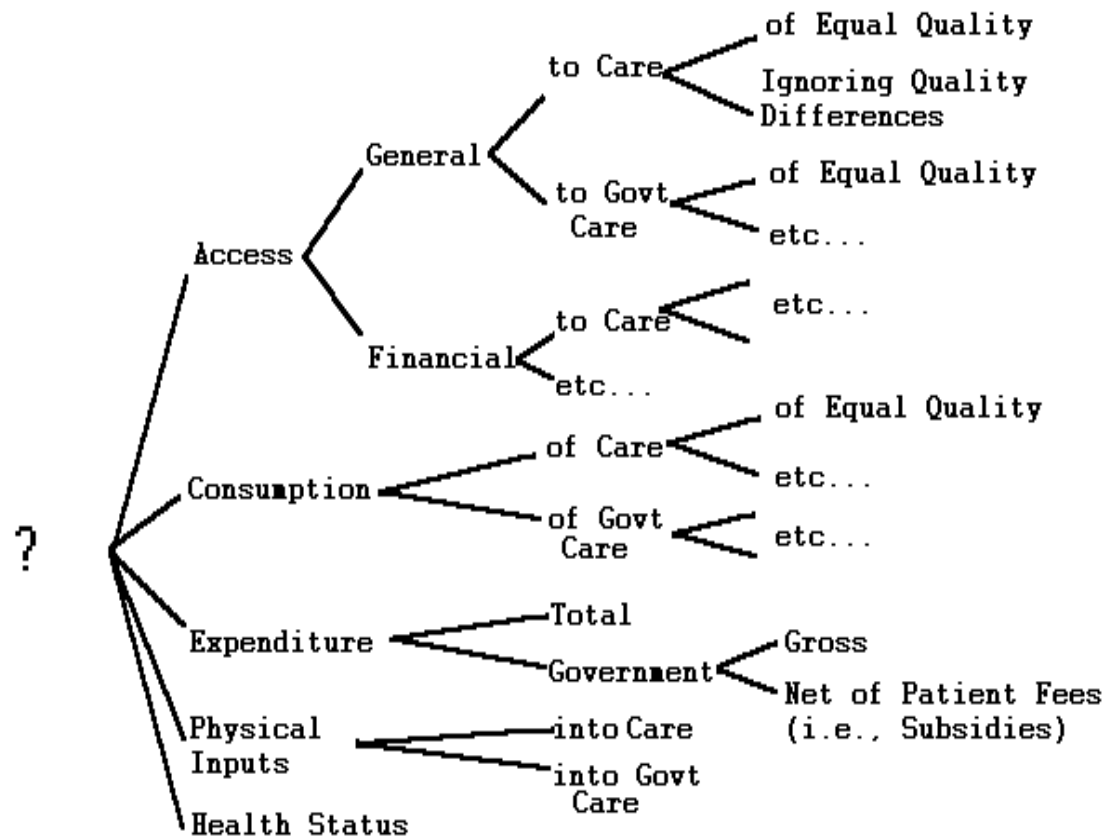 of Equal Quality
to Care
Ignoring Quality
Differences
General
of Equal Quality
to Govt
Care
etc...
Access
etc...
to Care
Financial
etc...
of Equal Quality
of Care
etc...
Consumption
of Govt
Care
etc...
?
Total
Expenditure
Gross
Government
Net of Patient Fees
(i.e., Subsidies)
Physical
Inputs
into Care
into Govt
Care
Health Status